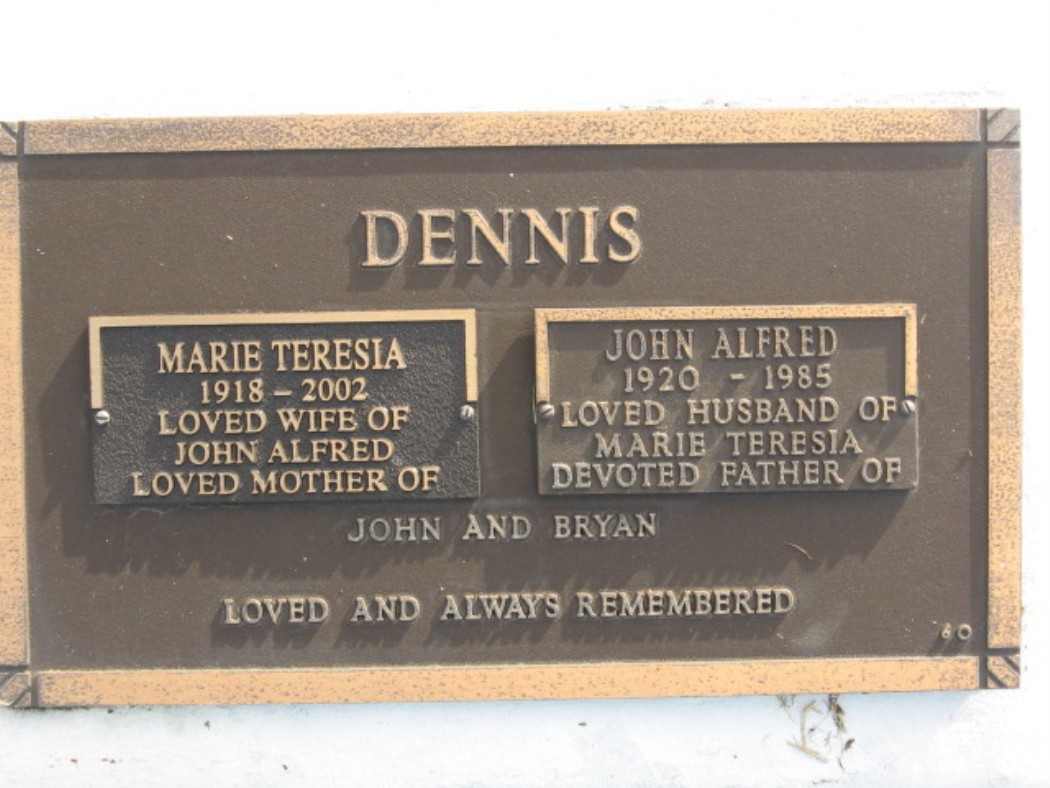 DENNIS
MARIE TERESIA
1918 – 2002
LOVED WIFE OF
JOHN ALFRED
LOVED MOTHER OF
JOHN ALFRED
1920 - 1985
LOVED HUSBAND OF
MARIE TERESIA
DEVOTED FATHER OF
JOHN AND BRYAN
LOVED AND ALWAYS REMEMBERED
60